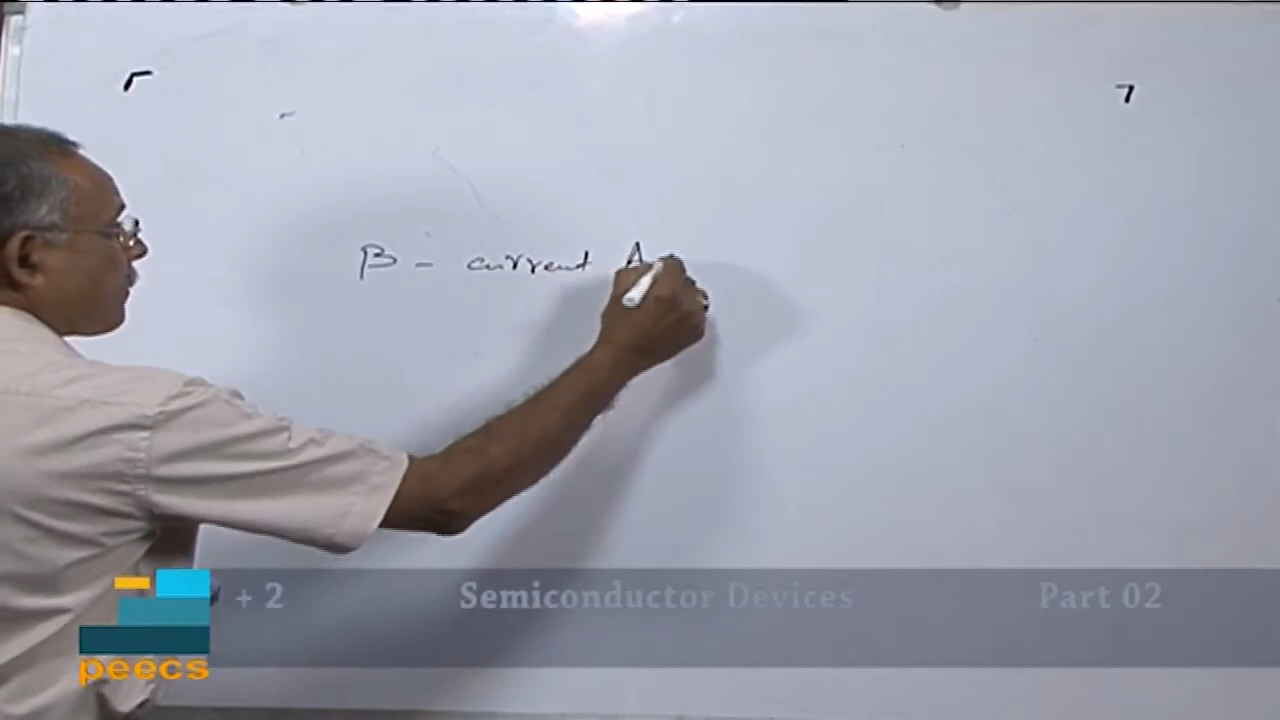 β - current A
+ 2 Semiconductor Devices Part 02
peecs